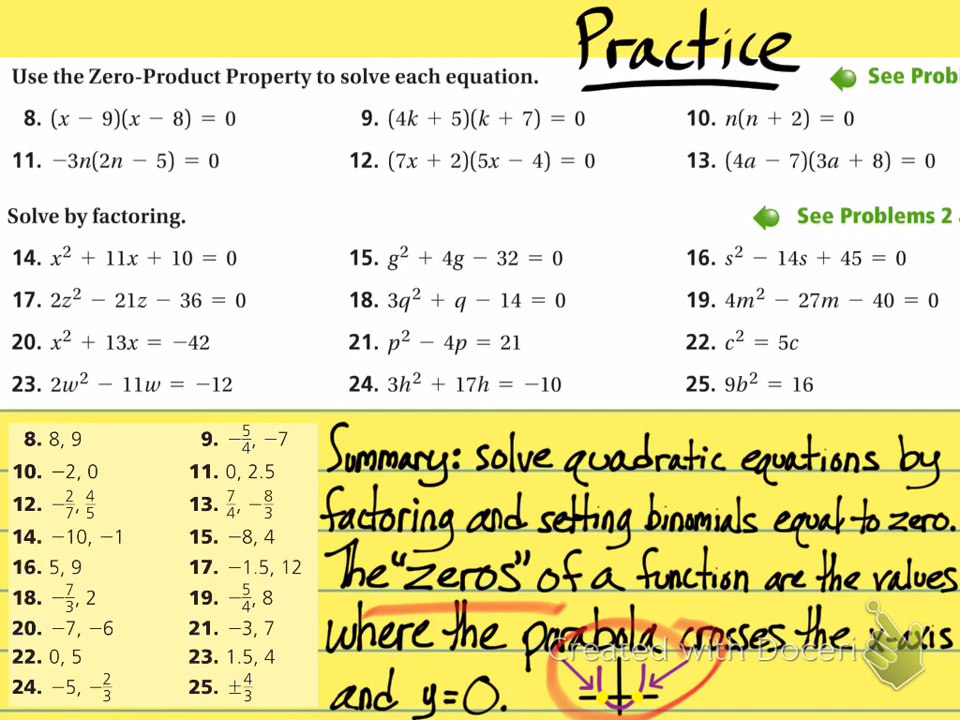 Practice
Use the Zero-Product Property to solve each equation. See Prob
8. (x − 9)(x − 8) = 0 9. (4k + 5)(k + 7) = 0 10. n(n + 2) = 0
11. −3n(2n − 5) = 0 12. (7x + 2)(5x − 4) = 0 13. (4a − 7)(3a + 8) = 0
Solve by factoring. See Problems 2 a
14. x² + 11x + 10 = 0 15. g² + 4g − 32 = 0 16. s² − 14s + 45 = 0
17. 2z² − 21z − 36 = 0 18. 3q² + q − 14 = 0 19. 4m² − 27m − 40 = 0
20. x² + 13x = −42 21. p² − 4p = 21 22. c² = 5c
23. 2w² − 11w = −12 24. 3h² + 17h = −10 25. 9b² = 16
8. 8, 9 9. −5/4, −7
10. −2, 0 11. 0, 2.5
12. −2/7, 4/5 13. 7/4, −8/3
14. −10, −1 15. −8, 4
16. 5, 9 17. −1.5, 12
18. −7/3, 2 19. −5/4, 8
20. −7, −6 21. −3, 7
22. 0, 5 23. 1.5, 4
24. −5, −2/3 25. ±4/3
Summary: solve quadratic equations by
factoring and setting binomials equal to zero.
The "zeros" of a function are the values
where the parabola crosses the x-axis
and y=0.
Created with Doceri